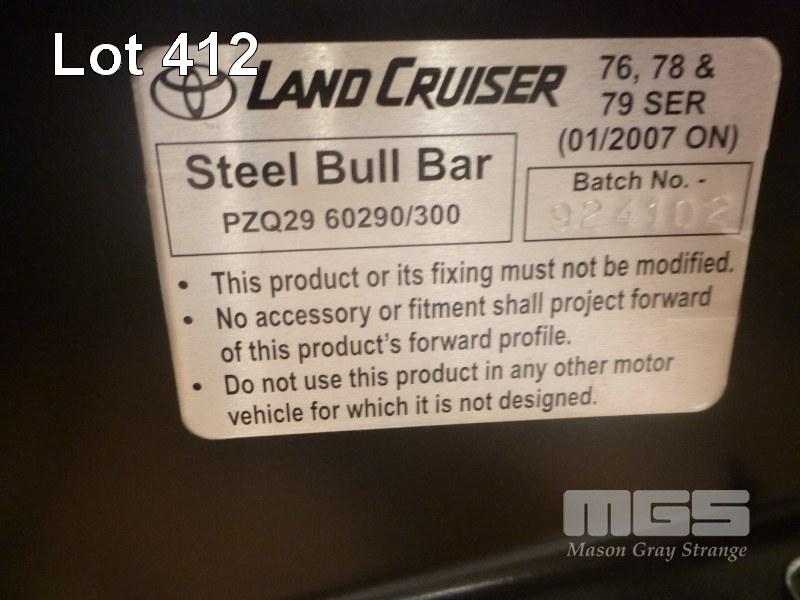 Lot 412
LAND CRUISER
76, 78 &
79 SER
(01/2007 ON)
Steel Bull Bar
PZQ29 60290/300
Batch No. -
924102
• This product or its fixing must not be modified.
• No accessory or fitment shall project forward
of this product's forward profile.
• Do not use this product in any other motor
vehicle for which it is not designed.
MGS
Mason Gray Strange